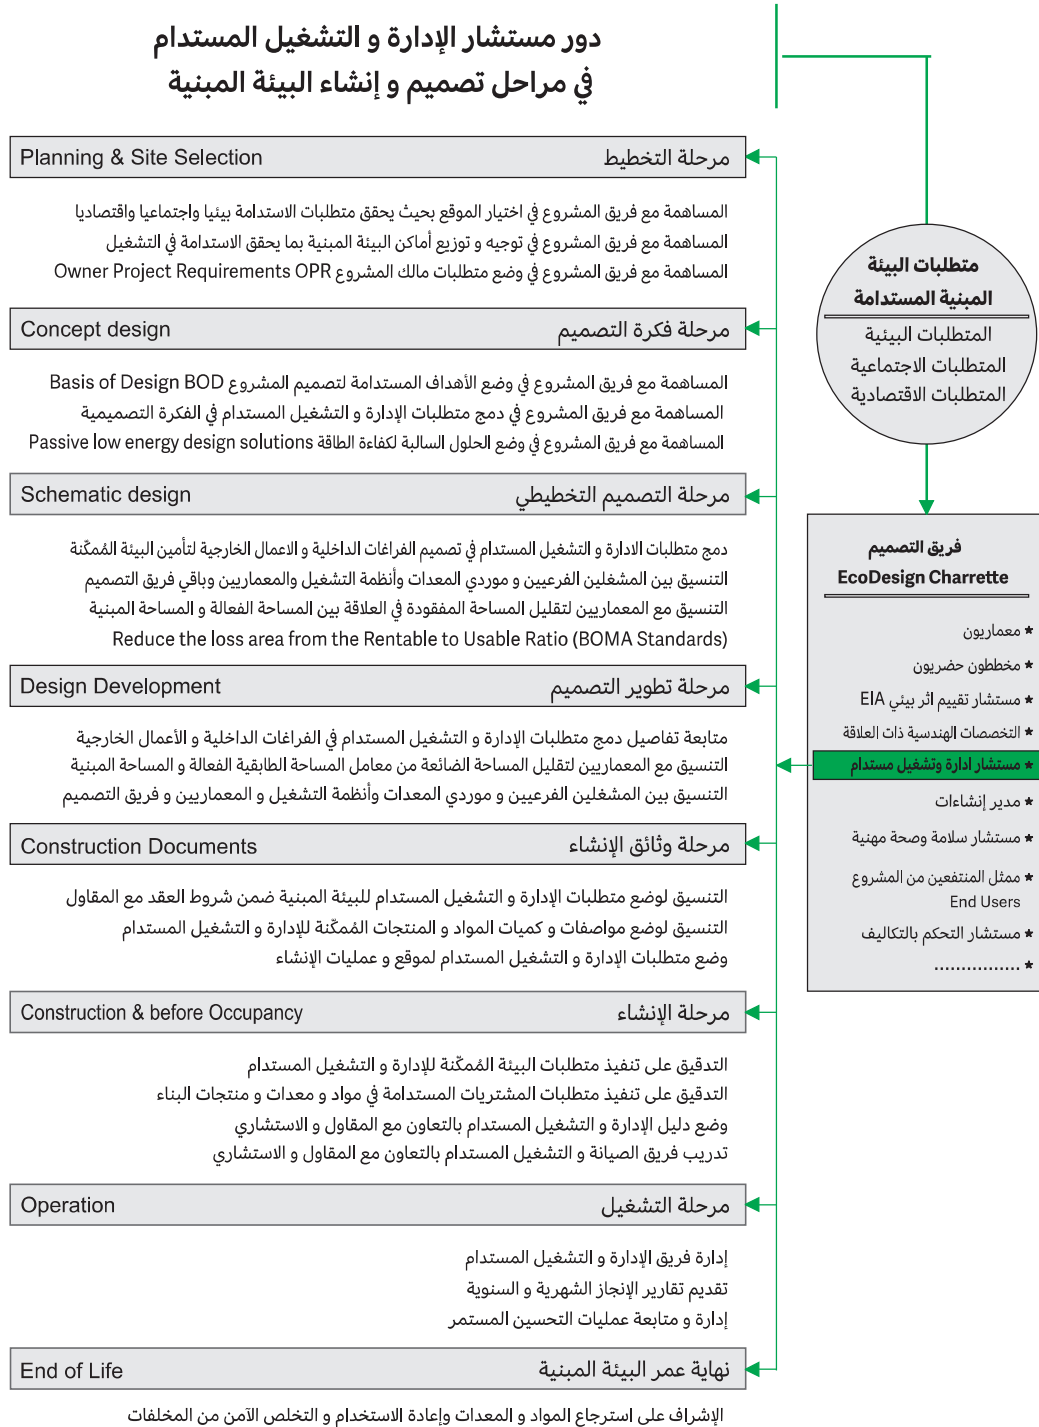 دور مستشار الإدارة و التشغيل المستدام
في مراحل تصميم و إنشاء البيئة المبنية
متطلبات البيئة
المبنية المستدامة
المتطلبات البيئية
المتطلبات الاجتماعية
المتطلبات الاقتصادية
فريق التصميم
EcoDesign Charrette
* معماريون
* مخططون حضريون
* مستشار تقييم اثر بيئي EIA
* التخصصات الهندسية ذات العلاقة
* مستشار ادارة وتشغيل مستدام
* مدير إنشاءات
* مستشار سلامة وصحة مهنية
* ممثل المنتفعين من المشروع
End Users
* مستشار التحكم بالتكاليف
* ................
مرحلة التخطيط Planning & Site Selection
المساهمة مع فريق المشروع في اختيار الموقع بحيث يحقق متطلبات الاستدامة بيئيا واجتماعيا واقتصاديا
المساهمة مع فريق المشروع في توجيه و توزيع أماكن البيئة المبنية بما يحقق الاستدامة في التشغيل
المساهمة مع فريق المشروع في وضع متطلبات مالك المشروع Owner Project Requirements OPR
مرحلة فكرة التصميم Concept design
المساهمة مع فريق المشروع في وضع الأهداف المستدامة لتصميم المشروع Basis of Design BOD
المساهمة مع فريق المشروع في دمج متطلبات الإدارة و التشغيل المستدام في الفكرة التصميمية
المساهمة مع فريق المشروع في وضع الحلول السالبة لكفاءة الطاقة Passive low energy design solutions
مرحلة التصميم التخطيطي Schematic design
دمج متطلبات الادارة و التشغيل المستدام في تصميم الفراغات الداخلية و الاعمال الخارجية لتأمين البيئة المُمكّنة
التنسيق بين المشغلين الفرعيين و موردي المعدات وأنظمة التشغيل والمعماريين وباقي فريق التصميم
التنسيق مع المعماريين لتقليل المساحة المفقودة في العلاقة بين المساحة الفعالة و المساحة المبنية
Reduce the loss area from the Rentable to Usable Ratio (BOMA Standards)
مرحلة تطوير التصميم Design Development
متابعة تفاصيل دمج متطلبات الإدارة و التشغيل المستدام في الفراغات الداخلية و الأعمال الخارجية
التنسيق مع المعماريين لتقليل المساحة الضائعة من معامل المساحة الطابقية الفعالة و المساحة المبنية
التنسيق بين المشغلين الفرعيين و موردي المعدات وأنظمة التشغيل و المعماريين و فريق التصميم
مرحلة وثائق الإنشاء Construction Documents
التنسيق لوضع متطلبات الإدارة و التشغيل المستدام للبيئة المبنية ضمن شروط العقد مع المقاول
التنسيق لوضع مواصفات و كميات المواد و المنتجات المُمكّنة للإدارة و التشغيل المستدام
وضع متطلبات الإدارة و التشغيل المستدام لموقع و عمليات الإنشاء
مرحلة الإنشاء Construction & before Occupancy
التدقيق على تنفيذ متطلبات البيئة المُمكّنة للإدارة و التشغيل المستدام
التدقيق على تنفيذ متطلبات المشتريات المستدامة في مواد و معدات و منتجات البناء
وضع دليل الإدارة و التشغيل المستدام بالتعاون مع المقاول و الاستشاري
تدريب فريق الصيانة و التشغيل المستدام بالتعاون مع المقاول و الاستشاري
مرحلة التشغيل Operation
إدارة فريق الإدارة و التشغيل المستدام
تقديم تقارير الإنجاز الشهرية و السنوية
إدارة و متابعة عمليات التحسين المستمر
نهاية عمر البيئة المبنية End of Life
الإشراف على استرجاع المواد و المعدات وإعادة الاستخدام و التخلص الآمن من المخلفات